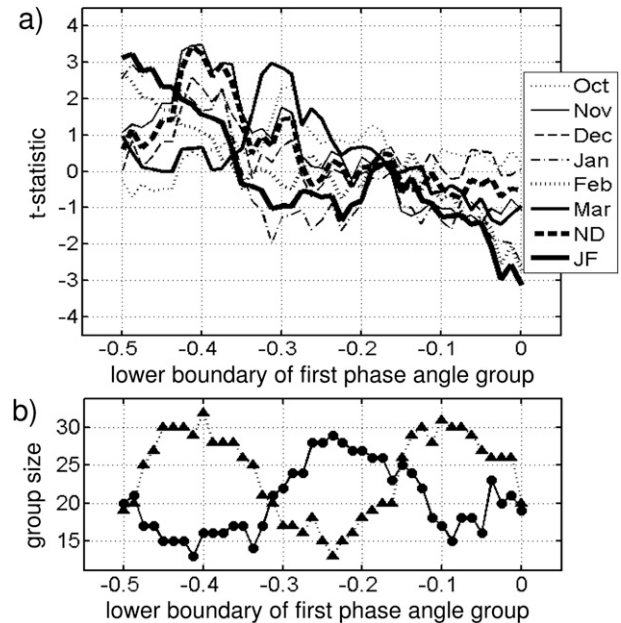 a)
4
3
2
1
0
-1
-2
-3
-4
t-statistic
-0.5 -0.4 -0.3 -0.2 -0.1 0
lower boundary of first phase angle group
Oct
Nov
Dec
Jan
Feb
Mar
ND
JF
b)
30
25
20
15
group size
-0.5 -0.4 -0.3 -0.2 -0.1 0
lower boundary of first phase angle group